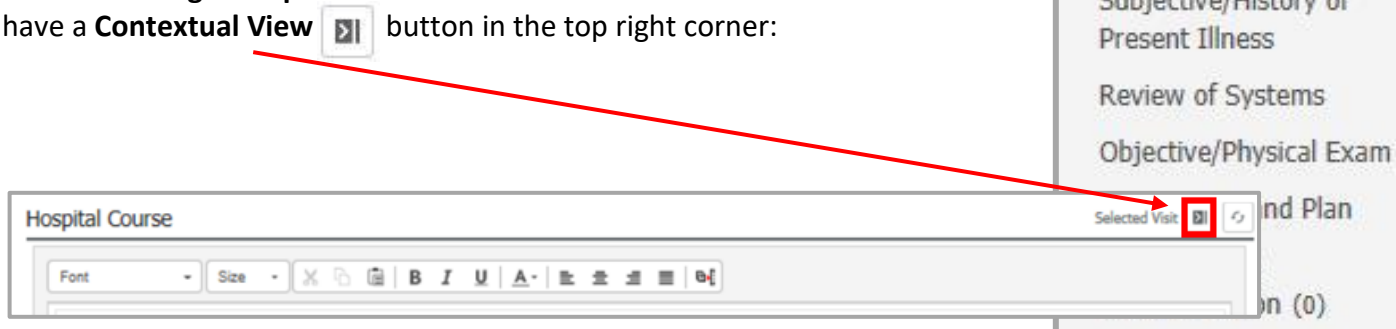 have a Contextual View button in the top right corner:
Subjective/History of
Present Illness
Review of Systems
Objective/Physical Exam
nd Plan
on (0)
Hospital Course
Selected Visit
Font Size B I U A